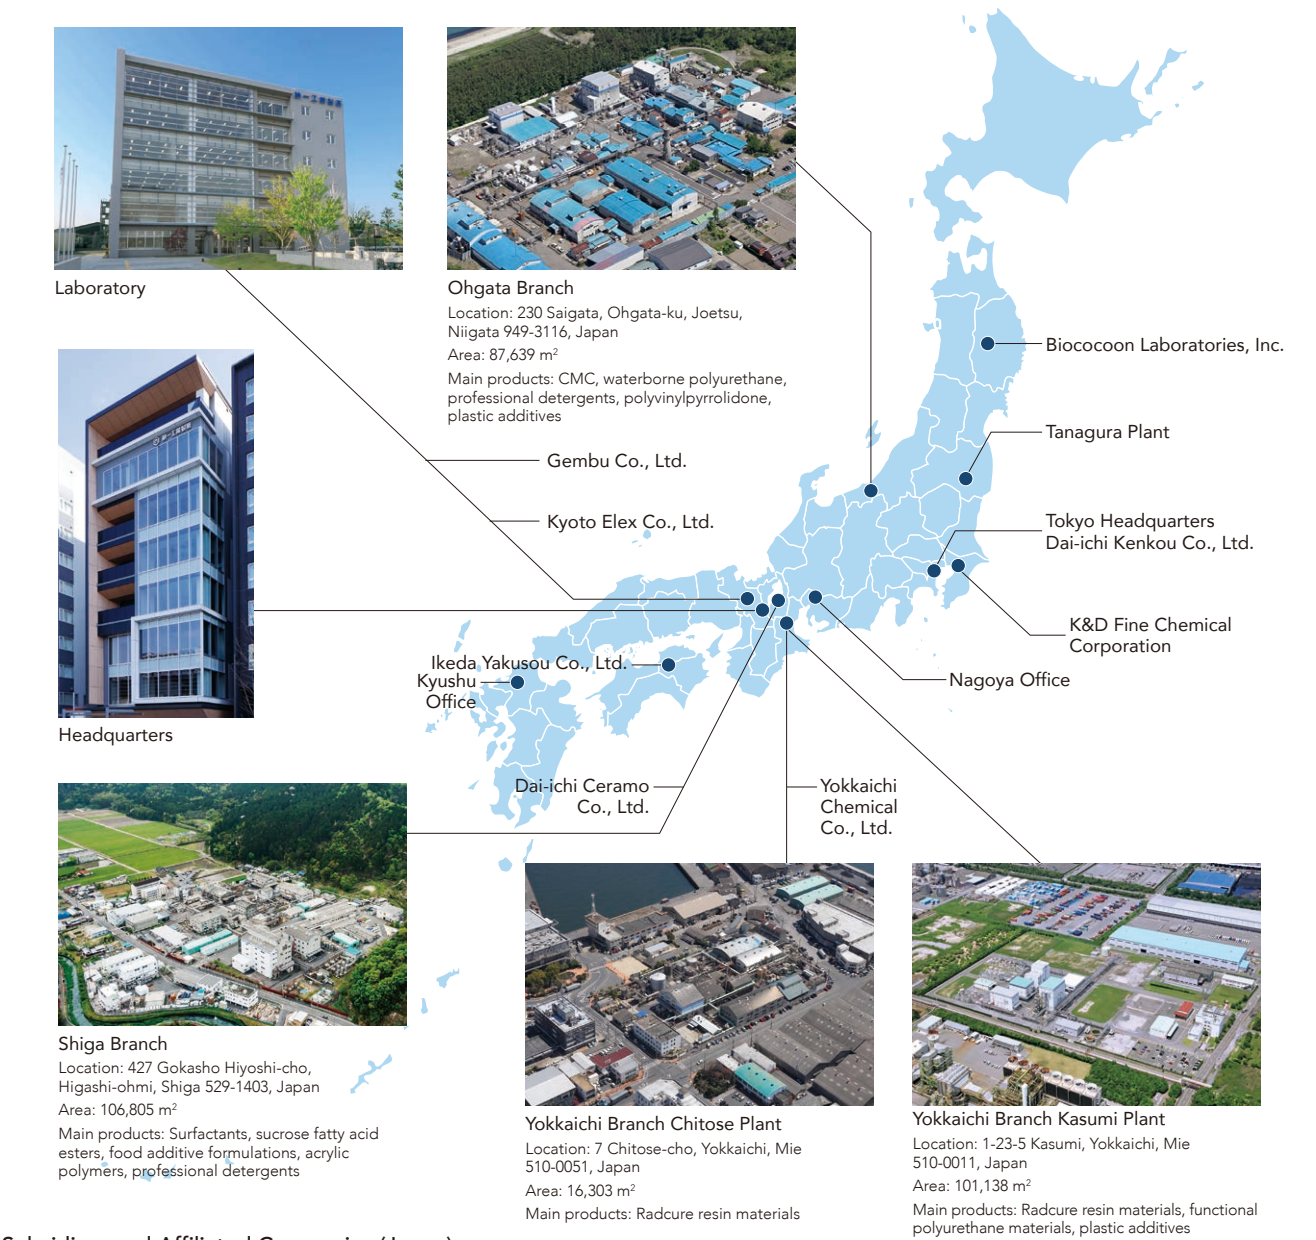 Laboratory
Ohgata Branch
Location: 230 Saigata, Ohgata-ku, Joetsu,
Niigata 949-3116, Japan
Area: 87,639 m²
Main products: CMC, waterborne polyurethane,
professional detergents, polyvinylpyrrolidone,
plastic additives
Biococoon Laboratories, Inc.
Tanagura Plant
Gembu Co., Ltd.
Kyoto Elex Co., Ltd.
Tokyo Headquarters
Dai-ichi Kenkou Co., Ltd.
K&D Fine Chemical
Corporation
Nagoya Office
Ikeda Yakusou Co., Ltd.
Kyushu
Office
Headquarters
Dai-ichi Ceramo
Co., Ltd.
Yokkaichi
Chemical
Co., Ltd.
Shiga Branch
Location: 427 Gokasho Hiyoshi-cho,
Higashi-ohmi, Shiga 529-1403, Japan
Area: 106,805 m²
Main products: Surfactants, sucrose fatty acid
esters, food additive formulations, acrylic
polymers, professional detergents
Yokkaichi Branch Chitose Plant
Location: 7 Chitose-cho, Yokkaichi, Mie
510-0051, Japan
Area: 16,303 m²
Main products: Radcure resin materials
Yokkaichi Branch Kasumi Plant
Location: 1-23-5 Kasumi, Yokkaichi, Mie
510-0011, Japan
Area: 101,138 m²
Main products: Radcure resin materials, functional
polyurethane materials, plastic additives